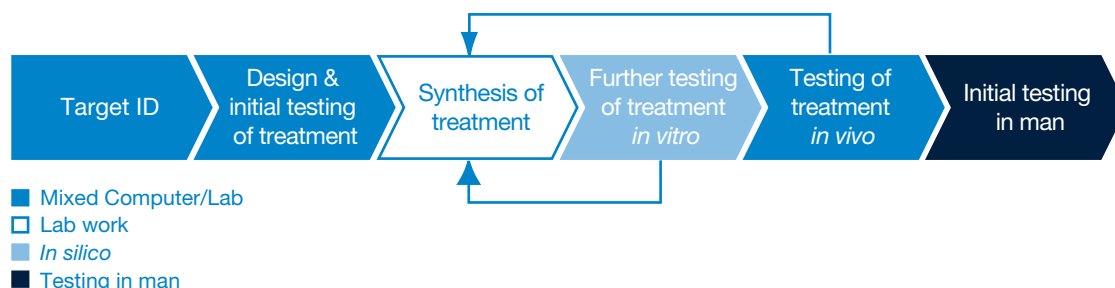 Target ID
Design &
initial testing
of treatment
Synthesis of
treatment
Further testing
of treatment
in vitro
Testing of
treatment
in vivo
Initial testing
in man
Mixed Computer/Lab
Lab work
In silico
Testing in man